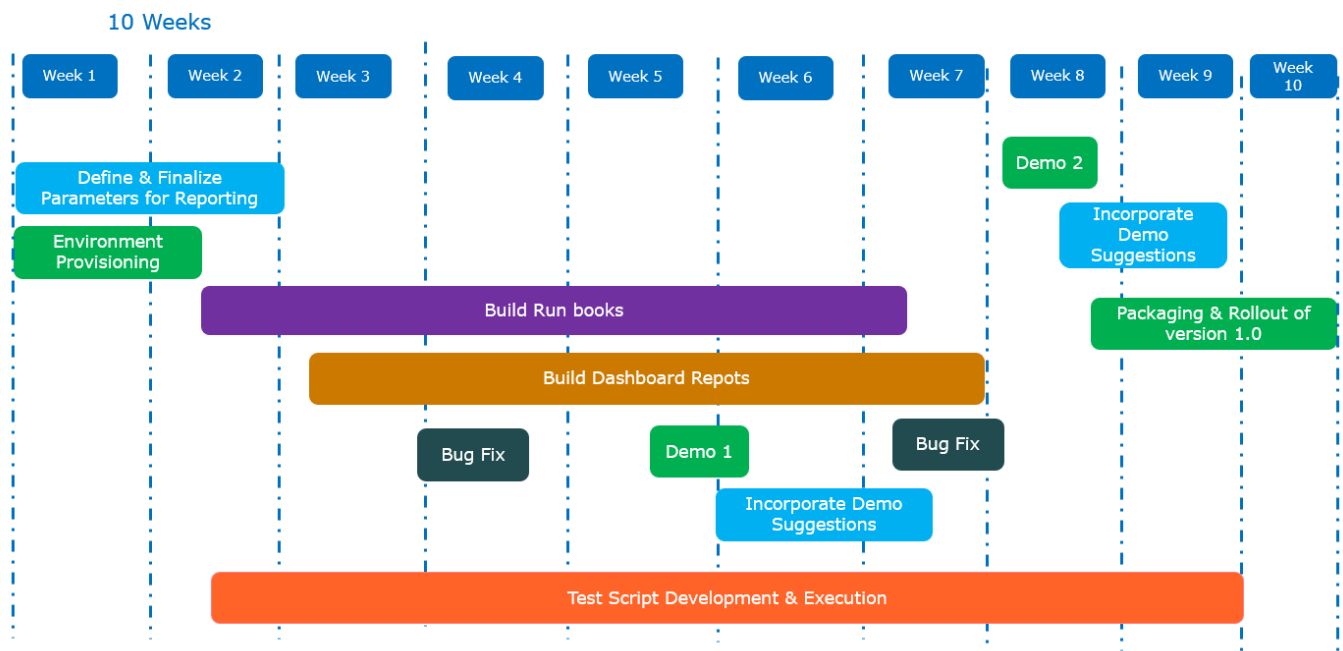 10 Weeks
Week 1
Week 2
Week 3
Week 4
Week 5
Week 6
Week 7
Week 8
Week 9
Week
10
Demo 2
Define & Finalize
Parameters for Reporting
Incorporate
Demo
Suggestions
Environment
Provisioning
Build Run books
Packaging & Rollout of
version 1.0
Build Dashboard Repots
Bug Fix
Demo 1
Bug Fix
Incorporate Demo
Suggestions
Test Script Development & Execution